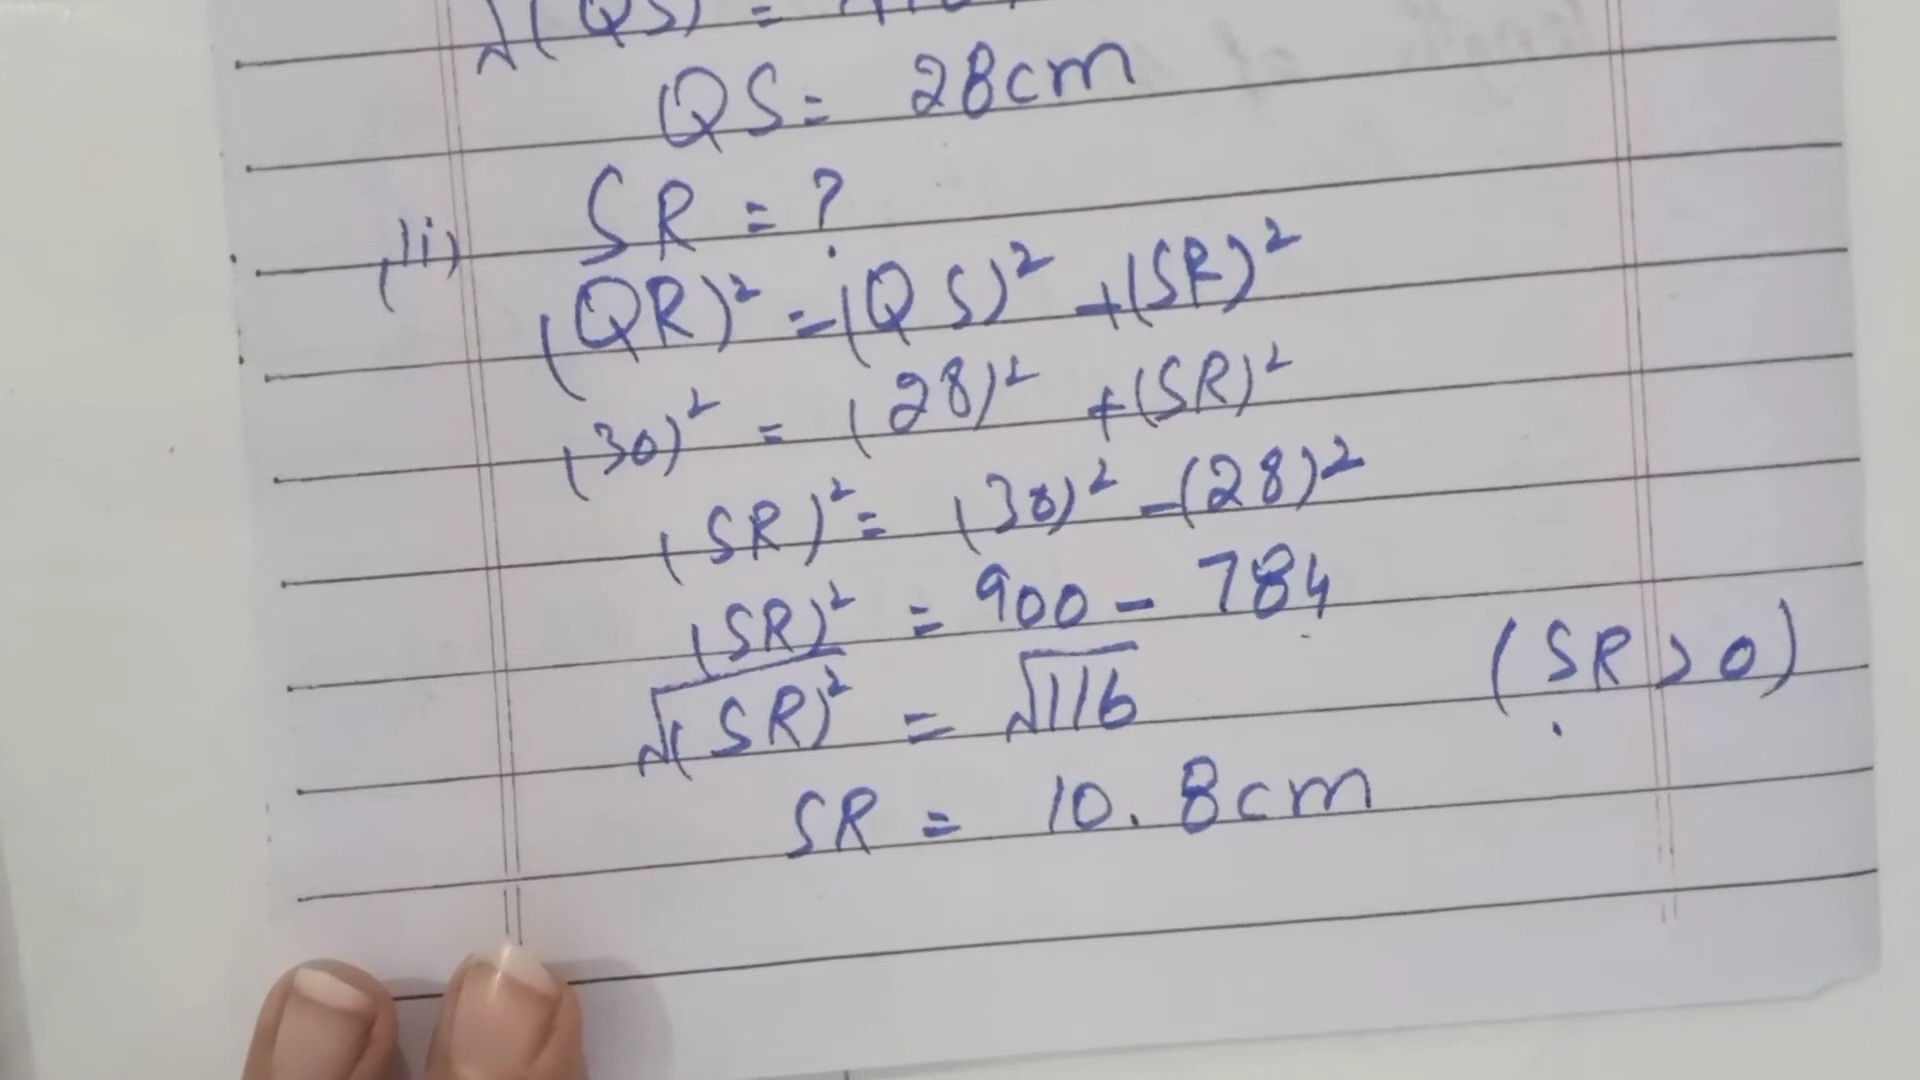 √(QS) =
QS = 28cm
(ii) SR = ?
(QR)² = (QS)² + (SR)²
(30)² = (28)² + (SR)²
(SR)² = (30)² - (28)²
(SR)² = 900 - 784
√(SR)² = √116 (SR > 0)
SR = 10.8cm